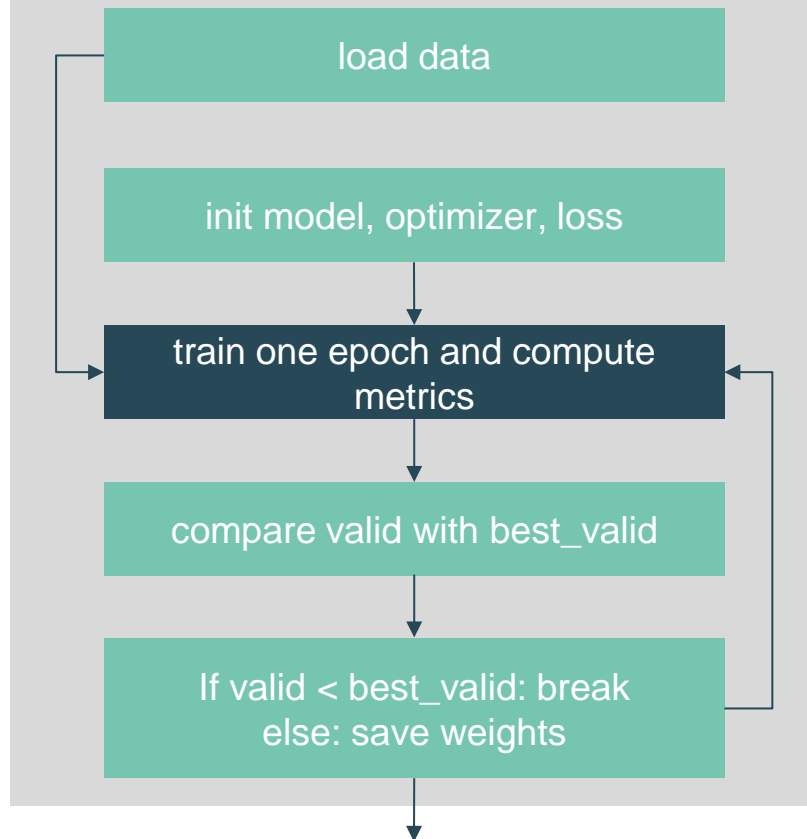 load data
init model, optimizer, loss
train one epoch and compute
metrics
compare valid with best_valid
If valid < best_valid: break
else: save weights